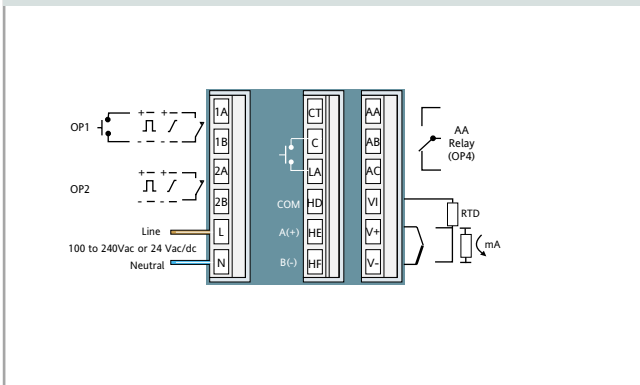 1A
CT
AA
OP1
+ - + -
AA
Relay
(OP4)
1B
C
AB
2A
LA
AC
OP2
+ - + -
2B
COM
HD
VI
RTD
Line
L
A(+)
HE
V+
mA
100 to 240Vac or 24 Vac/dc
Neutral
N
B(-)
HF
V-